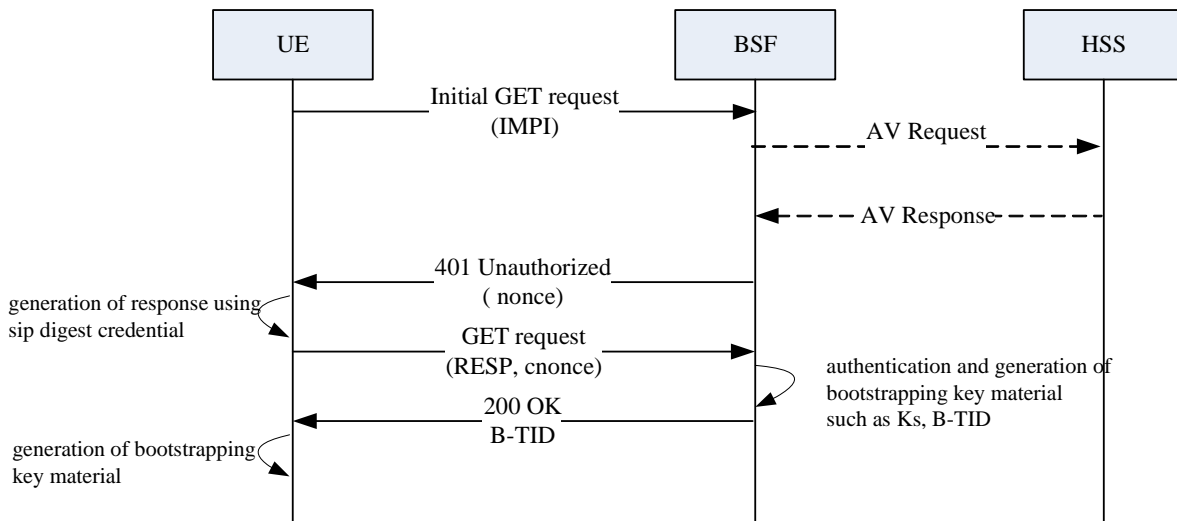 UE
BSF
HSS
Initial GET request
(IMPI)
AV Request
AV Response
401 Unauthorized
( nonce)
generation of response using
sip digest credential
GET request
(RESP, cnonce)
authentication and generation of
bootstrapping key material
such as Ks, B-TID
200 OK
B-TID
generation of bootstrapping
key material